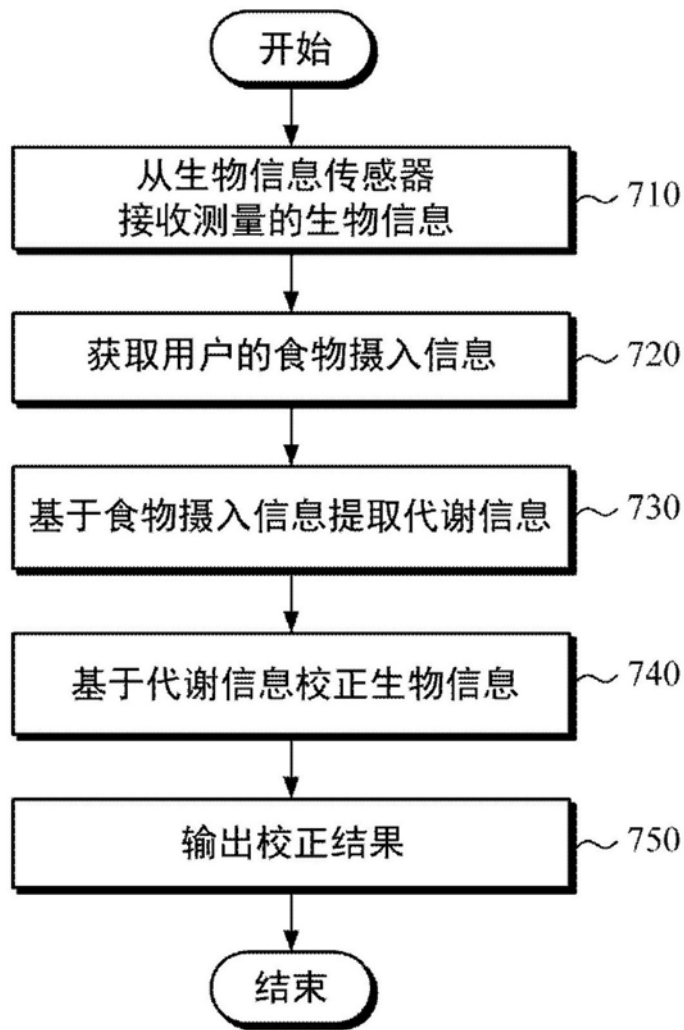 开始
从生物信息传感器
接收测量的生物信息
710
获取用户的食物摄入信息
720
基于食物摄入信息提取代谢信息
730
基于代谢信息校正生物信息
740
输出校正结果
750
结束